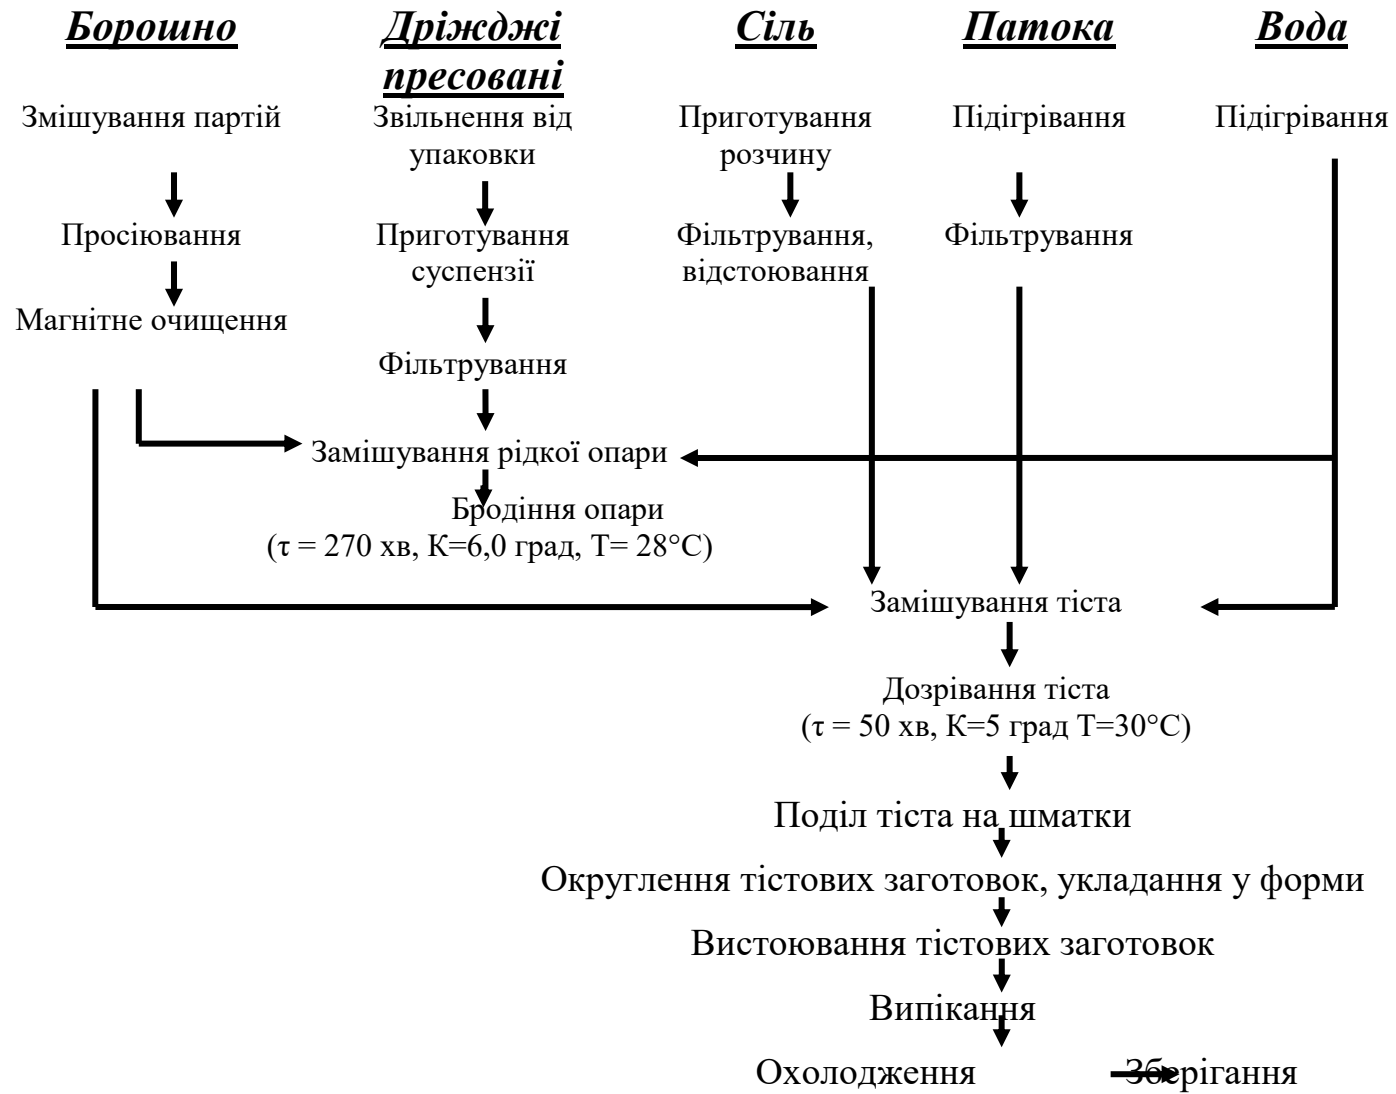 Борошно
Дріжджі
пресовані
Сіль
Патока
Вода
Змішування партій
Звільнення від
упаковки
Приготування
розчину
Підігрівання
Підігрівання
Просіювання
Приготування
суспензії
Фільтрування,
відстоювання
Фільтрування
Магнітне очищення
Фільтрування
Замішування рідкої опари
Бродіння опари
(τ = 270 хв, К=6,0 град, Т= 28°С)
Замішування тіста
Дозрівання тіста
(τ = 50 хв, К=5 град Т=30°С)
Поділ тіста на шматки
Округлення тістових заготовок, укладання у форми
Вистоювання тістових заготовок
Випікання
Охолодження
Зберігання